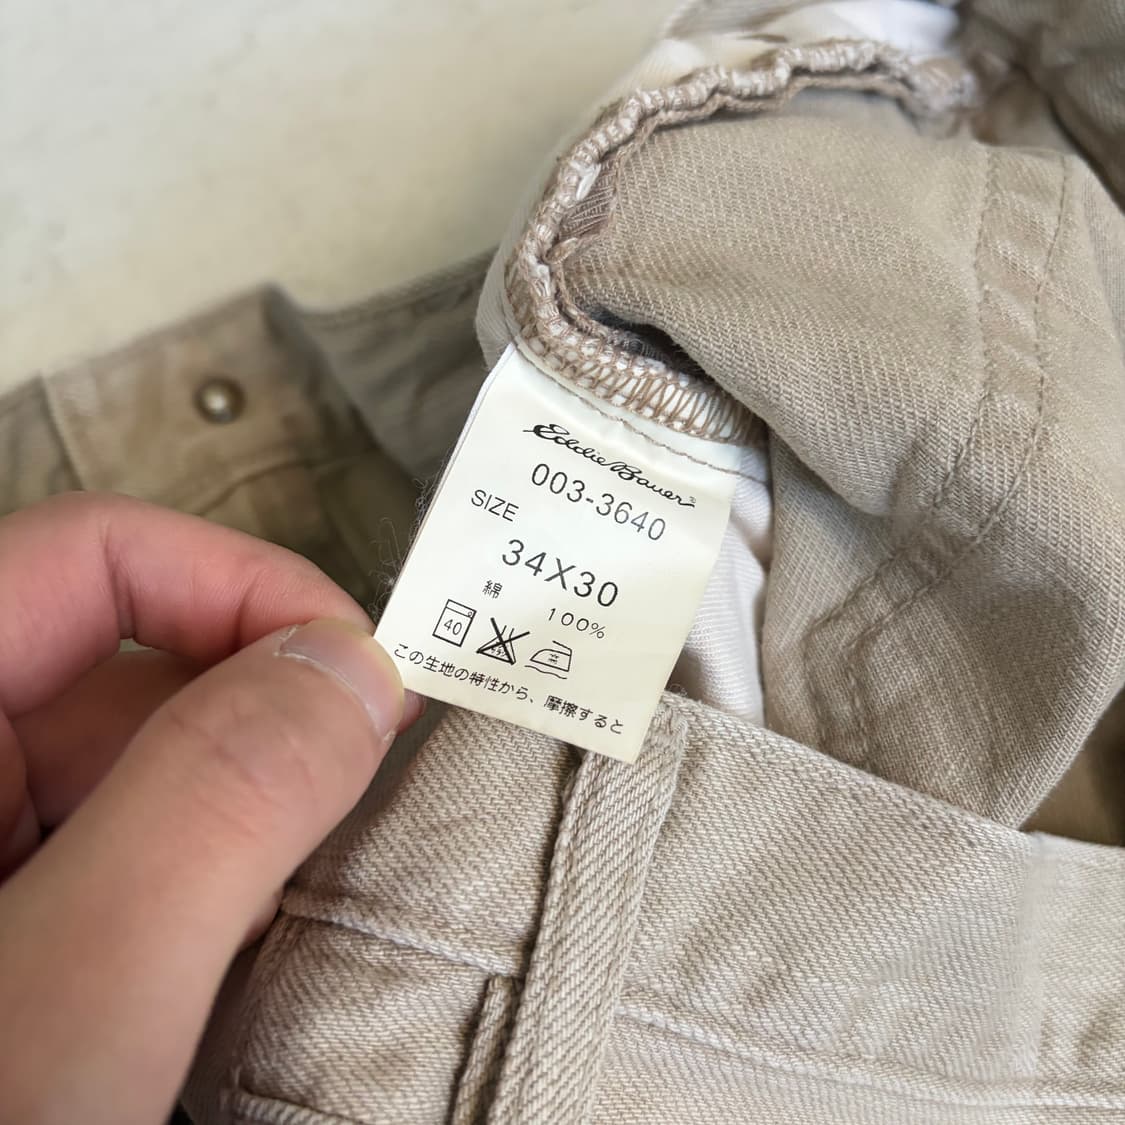 Eddie Bauer®
003-3640
SIZE
34X30
綿 100%
40
この生地の特性から、摩擦すると